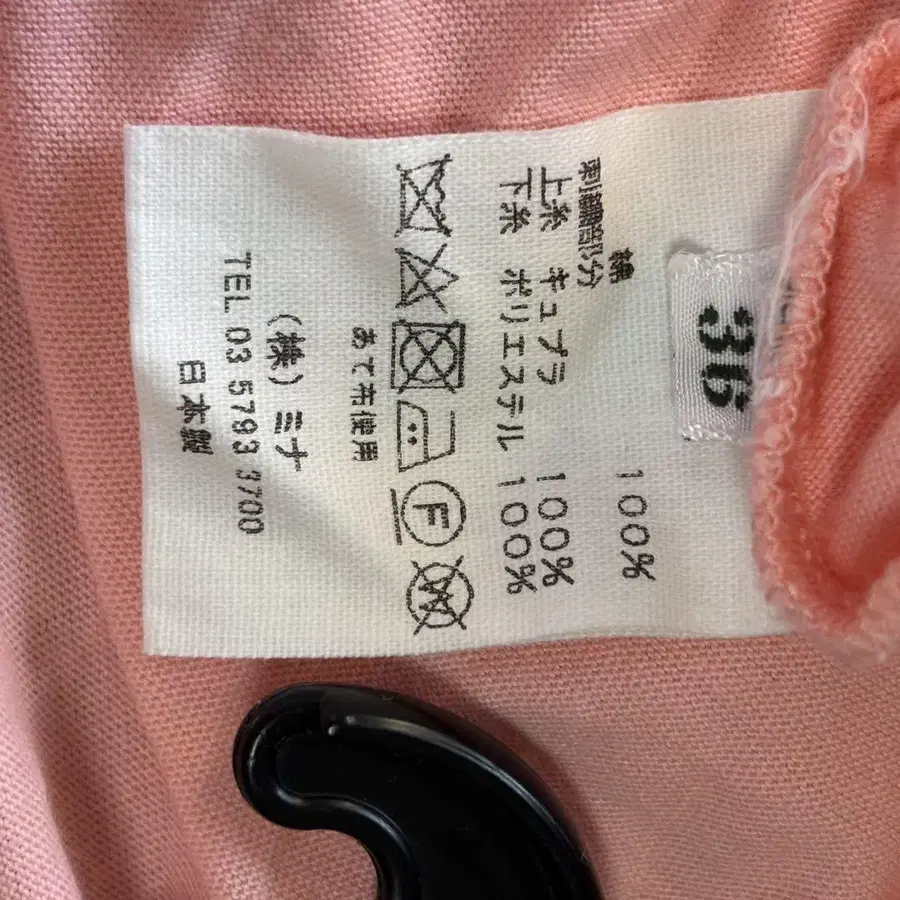 36
綿 100%
刺繍部分
上糸 キュプラ 100%
下糸 ポリエステル 100%
F
W
あて布使用
(株)ミナ
TEL 03 5793 3700
日本製